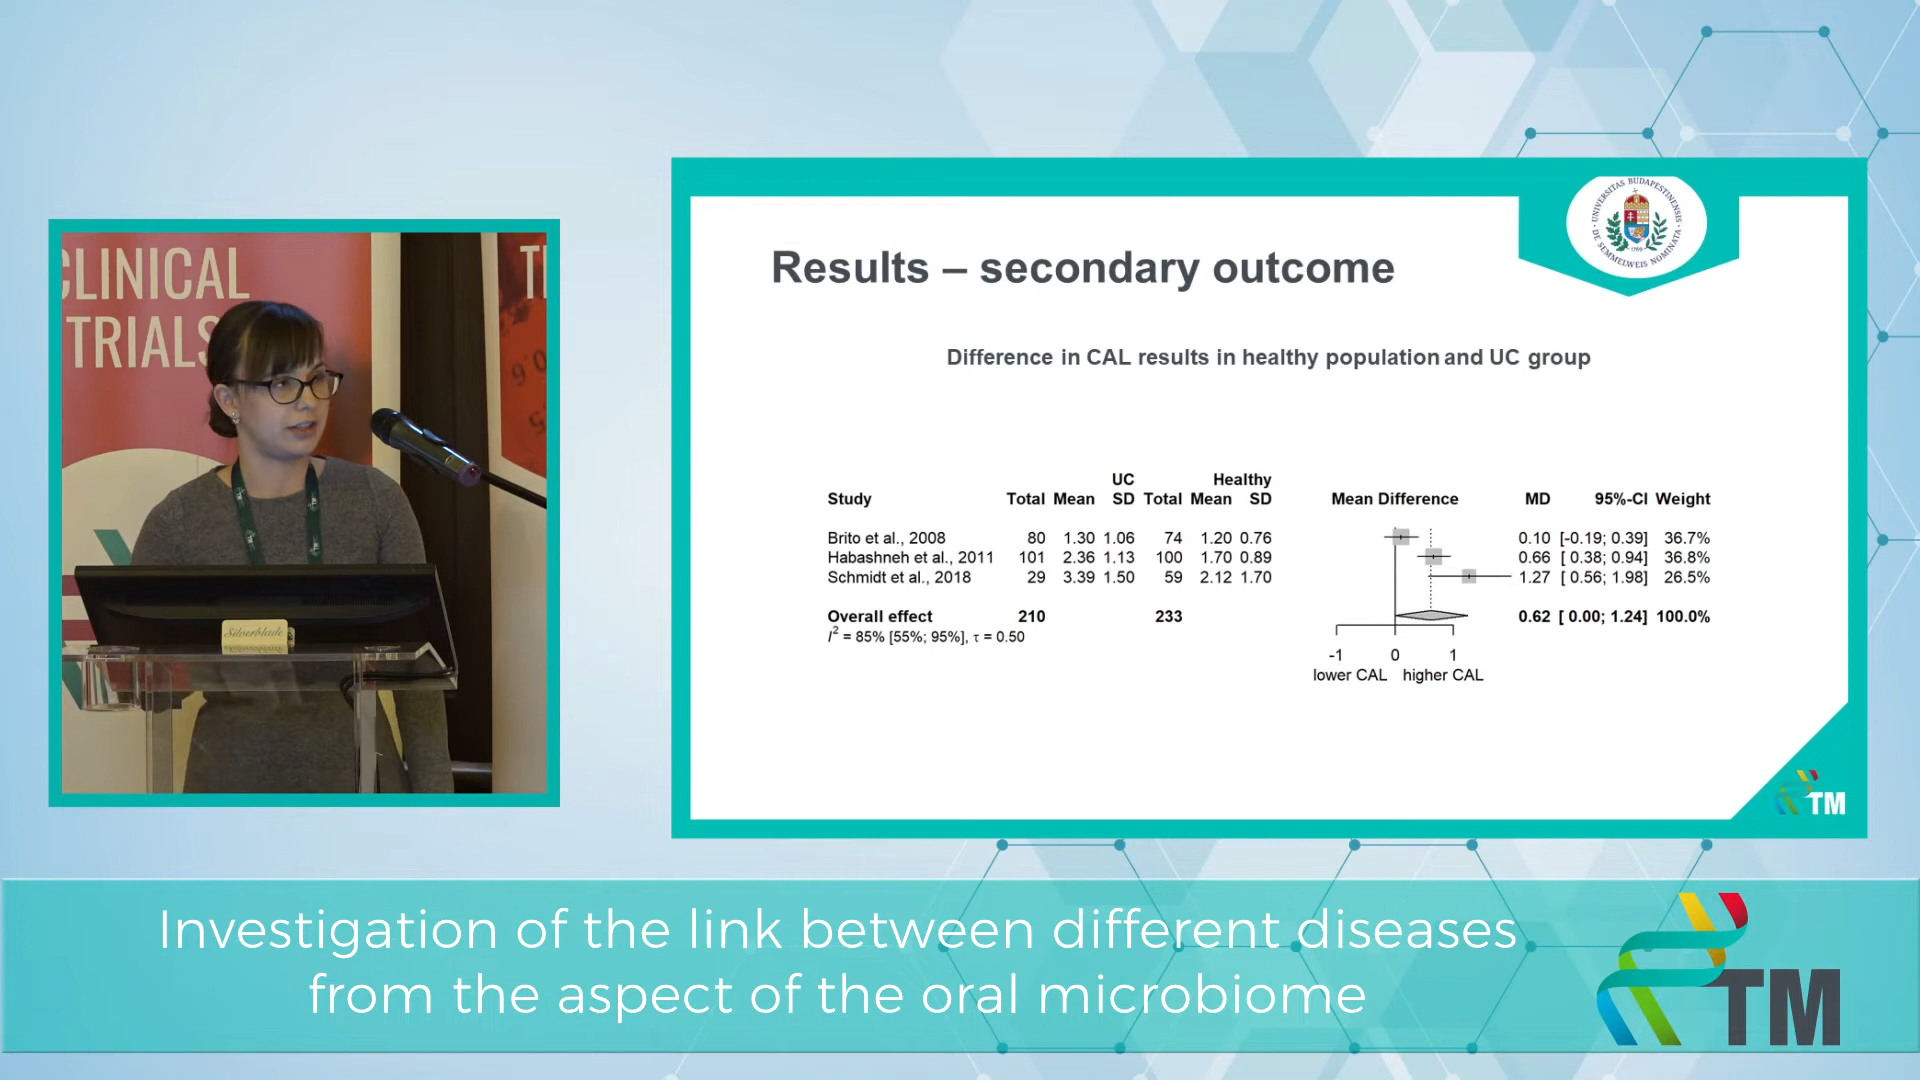 CLINICAL
TRIALS
Silverblade
UNIVERSITAS BUDAPESTINENSIS
DE SEMMELWEIS NOMINATA
Results – secondary outcome
Difference in CAL results in healthy population and UC group
UC Healthy
Study Total Mean SD Total Mean SD Mean Difference MD 95%-CI Weight
Brito et al., 2008 80 1.30 1.06 74 1.20 0.76 0.10 [-0.19; 0.39] 36.7%
Habashneh et al., 2011 101 2.36 1.13 100 1.70 0.89 0.66 [ 0.38; 0.94] 36.8%
Schmidt et al., 2018 29 3.39 1.50 59 2.12 1.70 1.27 [ 0.56; 1.98] 26.5%
Overall effect 210 233 0.62 [ 0.00; 1.24] 100.0%
I² = 85% [55%; 95%], τ = 0.50
-1 0 1
lower CAL higher CAL
TM
Investigation of the link between different diseases
from the aspect of the oral microbiome
TM